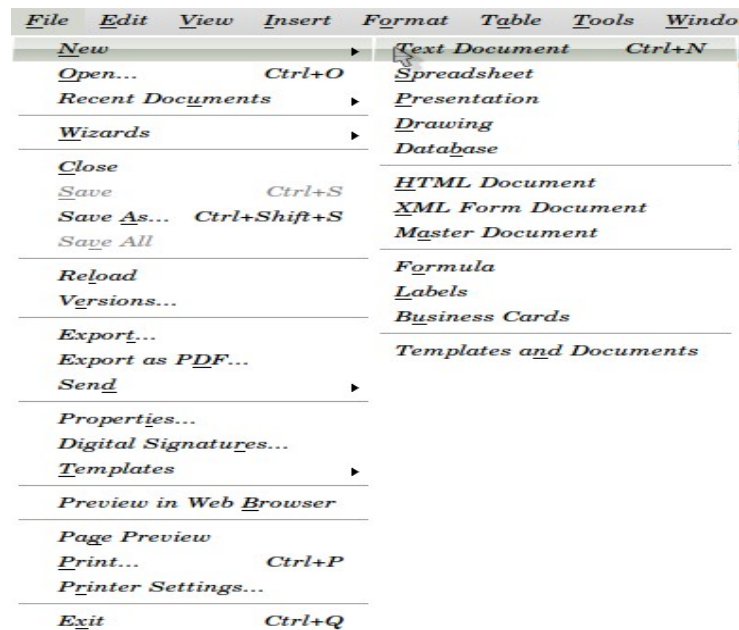 File Edit View Insert Format Table Tools Windo
New
Open... Ctrl+O
Recent Documents
Wizards
Close
Save Ctrl+S
Save As... Ctrl+Shift+S
Save All
Reload
Versions...
Export...
Export as PDF...
Send
Properties...
Digital Signatures...
Templates
Preview in Web Browser
Page Preview
Print... Ctrl+P
Printer Settings...
Exit Ctrl+Q
Text Document Ctrl+N
Spreadsheet
Presentation
Drawing
Database
HTML Document
XML Form Document
Master Document
Formula
Labels
Business Cards
Templates and Documents